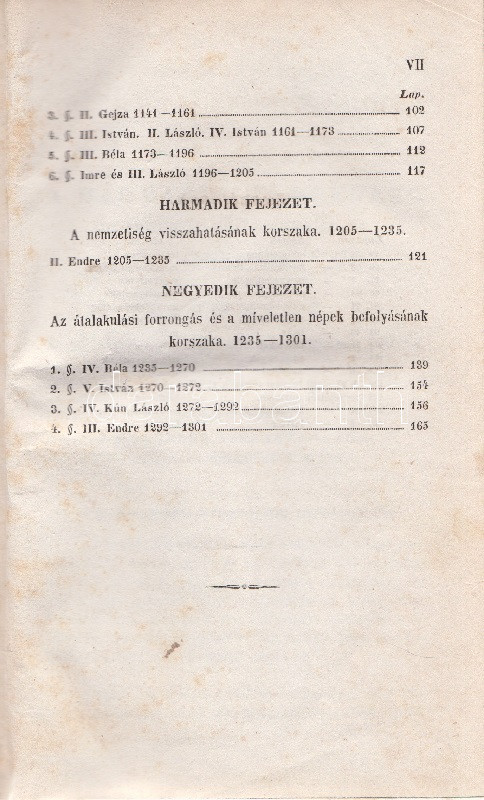 VII
Lap.
3. §. II. Gejza 1141—1161 102
4. §. III. István. II. László. IV. István 1161—1173 107
5. §. III. Béla 1173—1196 112
6. §. Imre és III. László 1196—1205 117
HARMADIK FEJEZET.
A nemzetiség visszahatásának korszaka. 1205—1235.
II. Endre 1205—1235 121
NEGYEDIK FEJEZET.
Az átalakulási forrongás és a míveletlen népek befolyásának
korszaka. 1235—1301.
1. §. IV. Béla 1235—1270 139
2. §. V. István 1270—1272 154
3. §. IV. Kún László 1272—1292 156
4. §. III. Endre 1292—1301 165